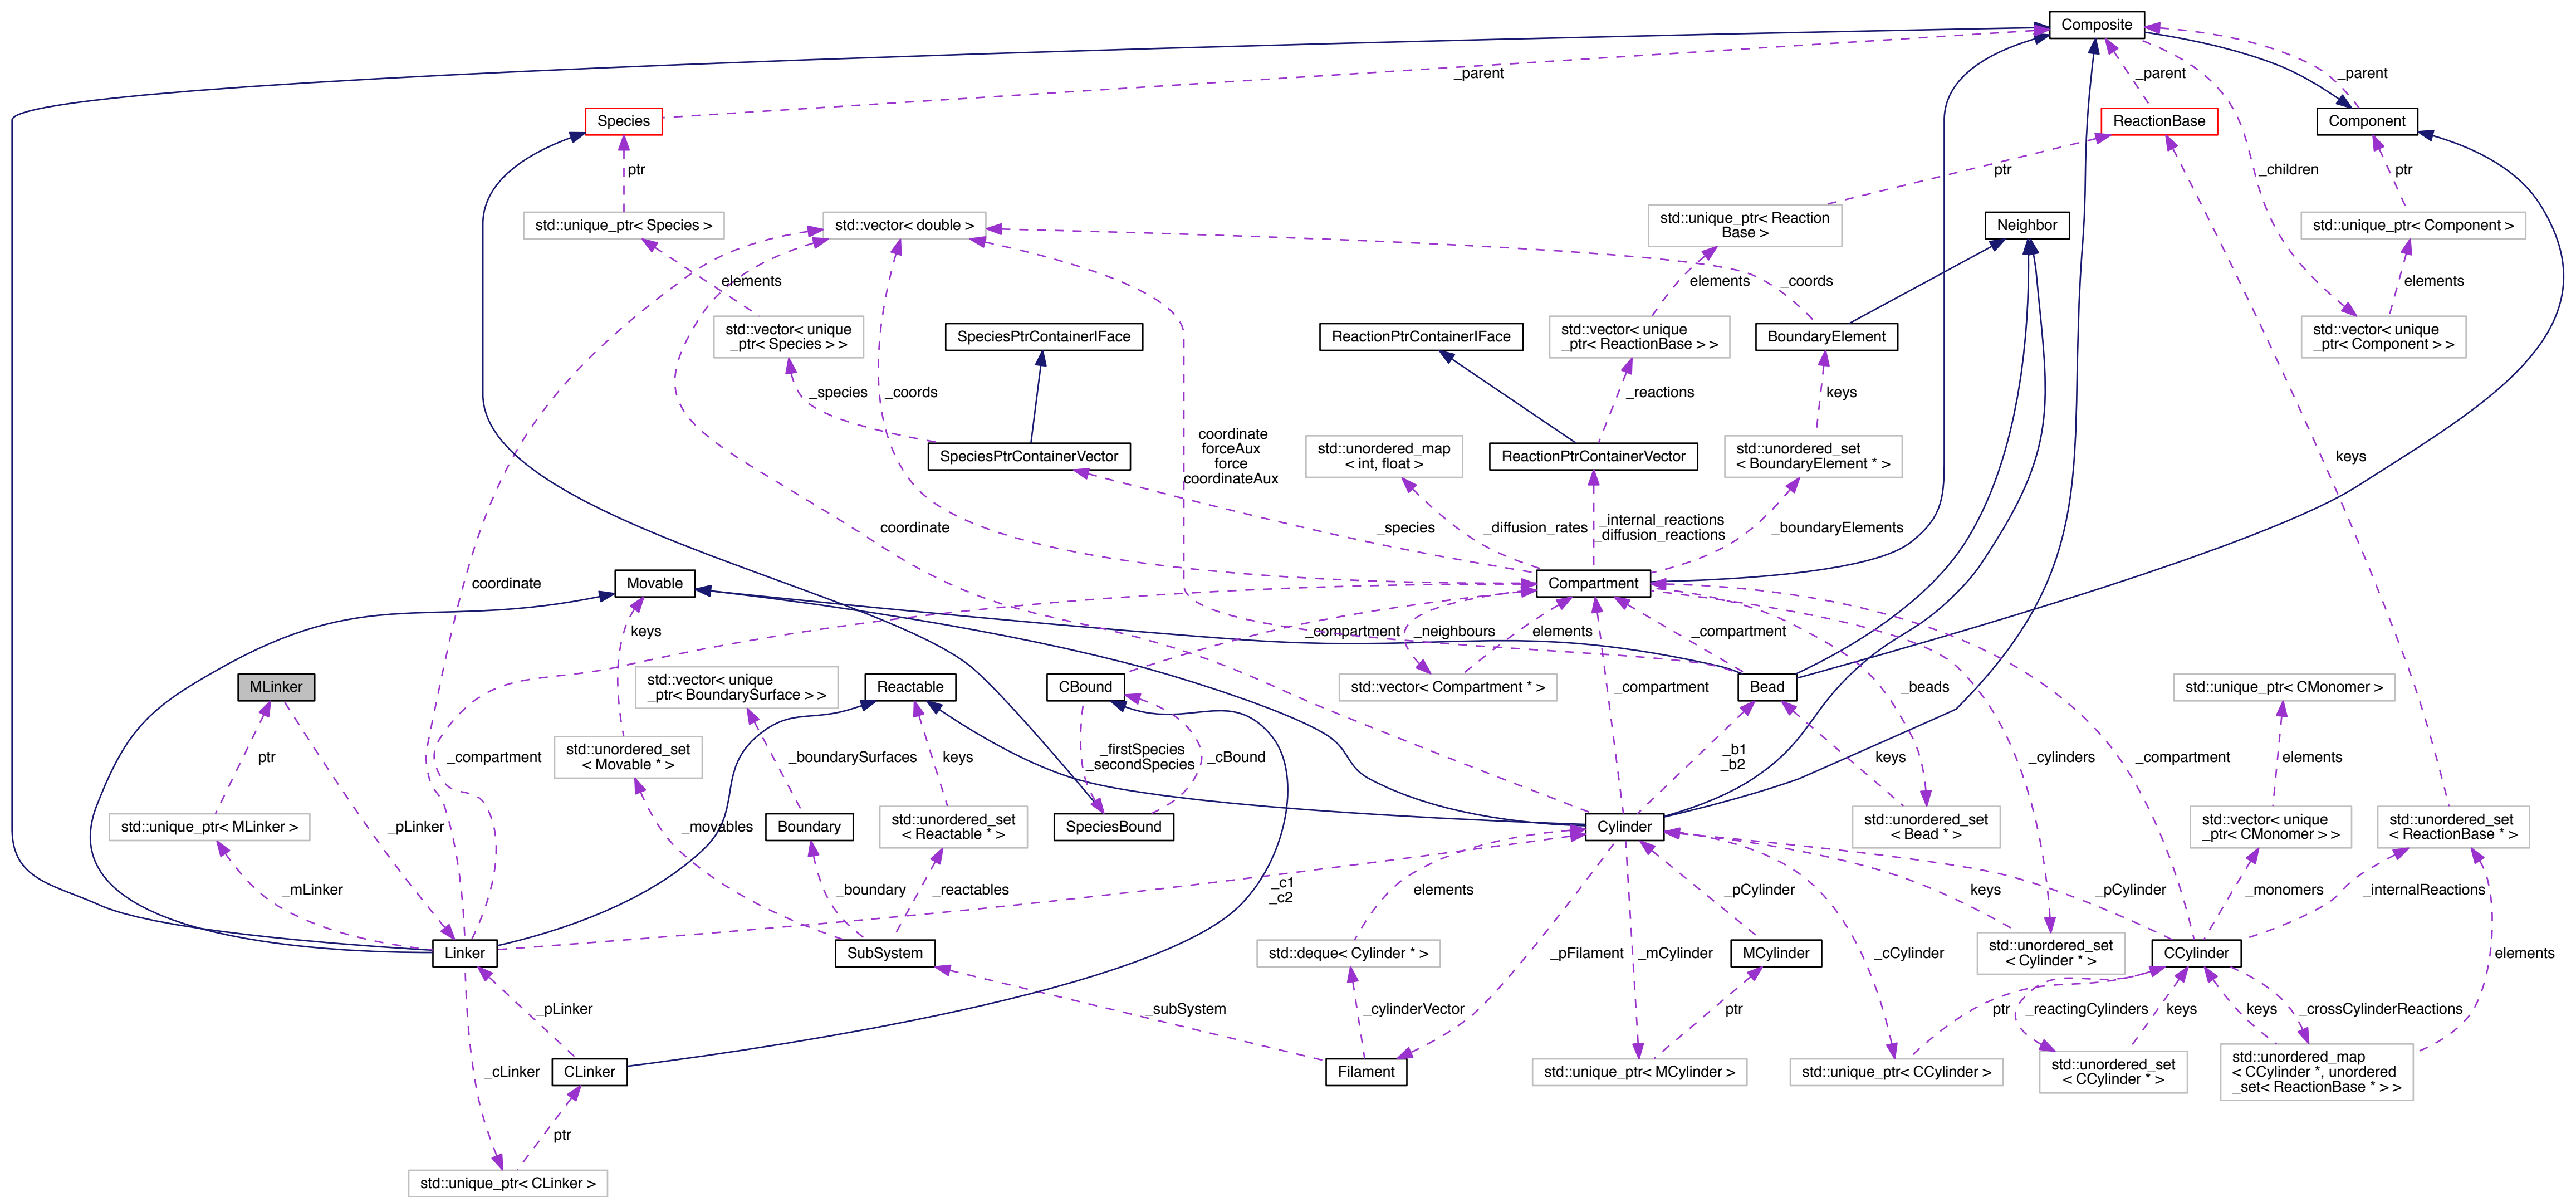 Composite
_parent
_parent
_parent
Species
ReactionBase
Component
ptr
ptr
_children
ptr
std::unique_ptr< Species >
std::vector< double >
std::unique_ptr< Reaction
Base >
Neighbor
std::unique_ptr< Component >
elements
elements
_coords
elements
std::vector< unique
_ptr< Species > >
SpeciesPtrContainerIFace
ReactionPtrContainerIFace
std::vector< unique
_ptr< ReactionBase > >
BoundaryElement
std::vector< unique
_ptr< Component > >
_species
_coords
_reactions
keys
coordinate
forceAux
force
coordinateAux
SpeciesPtrContainerVector
std::unordered_map
< int, float >
ReactionPtrContainerVector
std::unordered_set
< BoundaryElement * >
keys
coordinate
_species
_diffusion_rates
_internal_reactions
_diffusion_reactions
_boundaryElements
coordinate
Movable
Compartment
keys
_compartment
_neighbours
elements
_compartment
MLinker
std::vector< unique
_ptr< BoundarySurface > >
Reactable
CBound
std::vector< Compartment * >
_compartment
Bead
_beads
std::unique_ptr< CMonomer >
ptr
_compartment
std::unordered_set
< Movable * >
_boundarySurfaces
keys
_firstSpecies
_secondSpecies
_cBound
_b1
_b2
keys
_cylinders
_compartment
elements
std::unique_ptr< MLinker >
_pLinker
_movables
Boundary
std::unordered_set
< Reactable * >
SpeciesBound
Cylinder
std::unordered_set
< Bead * >
std::vector< unique
_ptr< CMonomer > >
std::unordered_set
< ReactionBase * >
_mLinker
_boundary
_reactables
_c1
_c2
elements
_pCylinder
keys
_pCylinder
_monomers
_internalReactions
Linker
SubSystem
std::deque< Cylinder * >
_pFilament
_mCylinder
MCylinder
_cCylinder
std::unordered_set
< Cylinder * >
CCylinder
elements
_pLinker
_subSystem
_cylinderVector
ptr
ptr
_reactingCylinders
keys
keys
_crossCylinderReactions
_cLinker
CLinker
Filament
std::unique_ptr< MCylinder >
std::unique_ptr< CCylinder >
std::unordered_set
< CCylinder * >
std::unordered_map
< CCylinder *, unordered
_set< ReactionBase * > >
ptr
std::unique_ptr< CLinker >